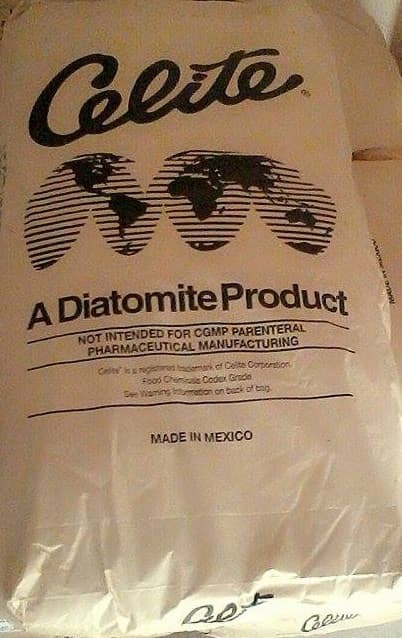 Celite®
A Diatomite Product
NOT INTENDED FOR CGMP PARENTERAL
PHARMACEUTICAL MANUFACTURING
Celite® is a registered trademark of Celite Corporation.
Food Chemicals Codex Grade
See Warning Information on back of bag.
MADE IN MEXICO